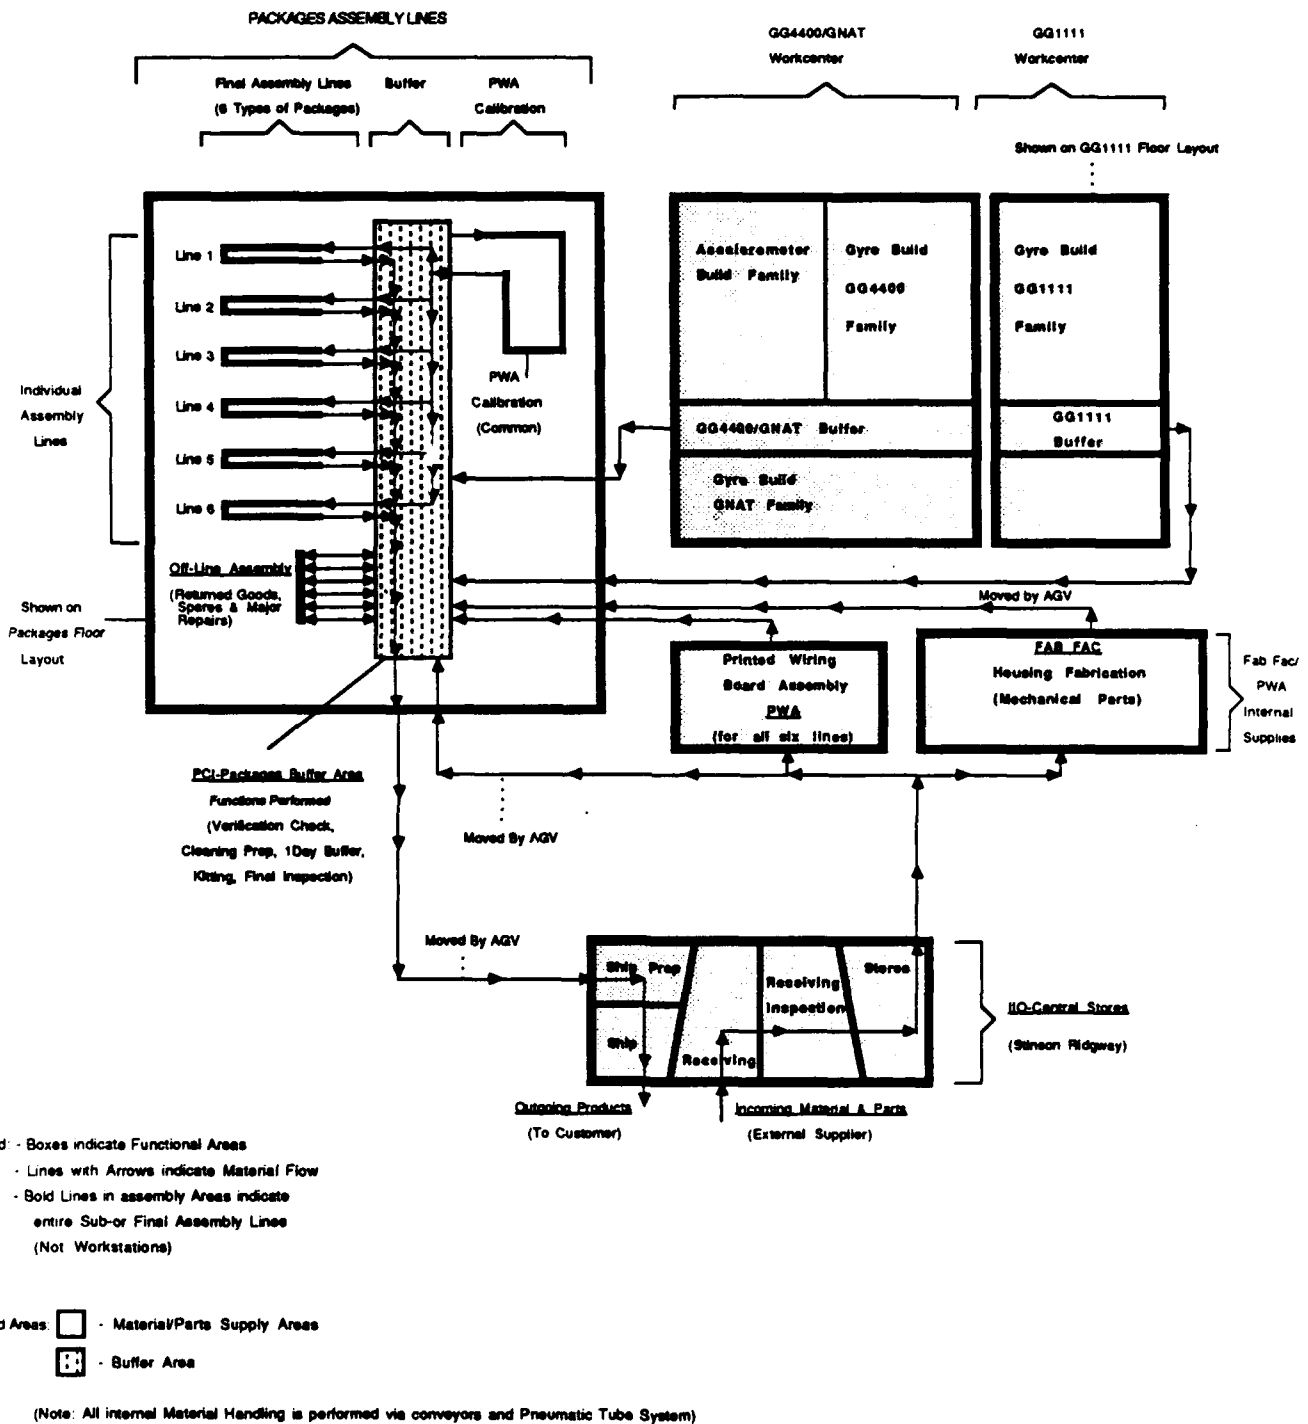 PACKAGES ASSEMBLY LINES
GG4400/GNAT
Workcenter
GG1111
Workcenter
Final Assembly Lines
(6 Types of Packages)
Buffer
PWA
Calibration
Shown on GG1111 Floor Layout
Line 1
Line 2
Line 3
Line 4
Line 5
Line 6
Individual
Assembly
Lines
PWA
Calibration
(Common)
Accelerometer
Build Family
Gyro Build
GG4400
Family
Gyro Build
GG1111
Family
GG4400/GNAT Buffer
GG1111
Buffer
Gyro Build
GNAT Family
Off-Line Assembly
(Returned Goods,
Spares & Major
Repairs)
Shown on
Packages Floor
Layout
Moved by AGV
Printed Wiring
Board Assembly
PWA
(for all six lines)
FAB FAC
Housing Fabrication
(Mechanical Parts)
Fab Fac/
PWA
Internal
Supplies
PCI-Packages Buffer Area
Functions Performed
(Verification Check,
Cleaning Prep, 1Day Buffer,
Kitting, Final Inspection)
Moved By AGV
Moved By AGV
Ship Prep
Ship
Receiving
Receiving
Inspection
Stores
(Stinson Ridgway)
Outgoing Products
(To Customer)
Incoming Material & Parts
(External Supplier)
d: - Boxes indicate Functional Areas
- Lines with Arrows indicate Material Flow
- Bold Lines in assembly Areas indicate
entire Sub-or Final Assembly Lines
(Not Workstations)
d Areas: - Material/Parts Supply Areas
- Buffer Area
(Note: All internal Material Handling is performed via conveyors and Pneumatic Tube System)